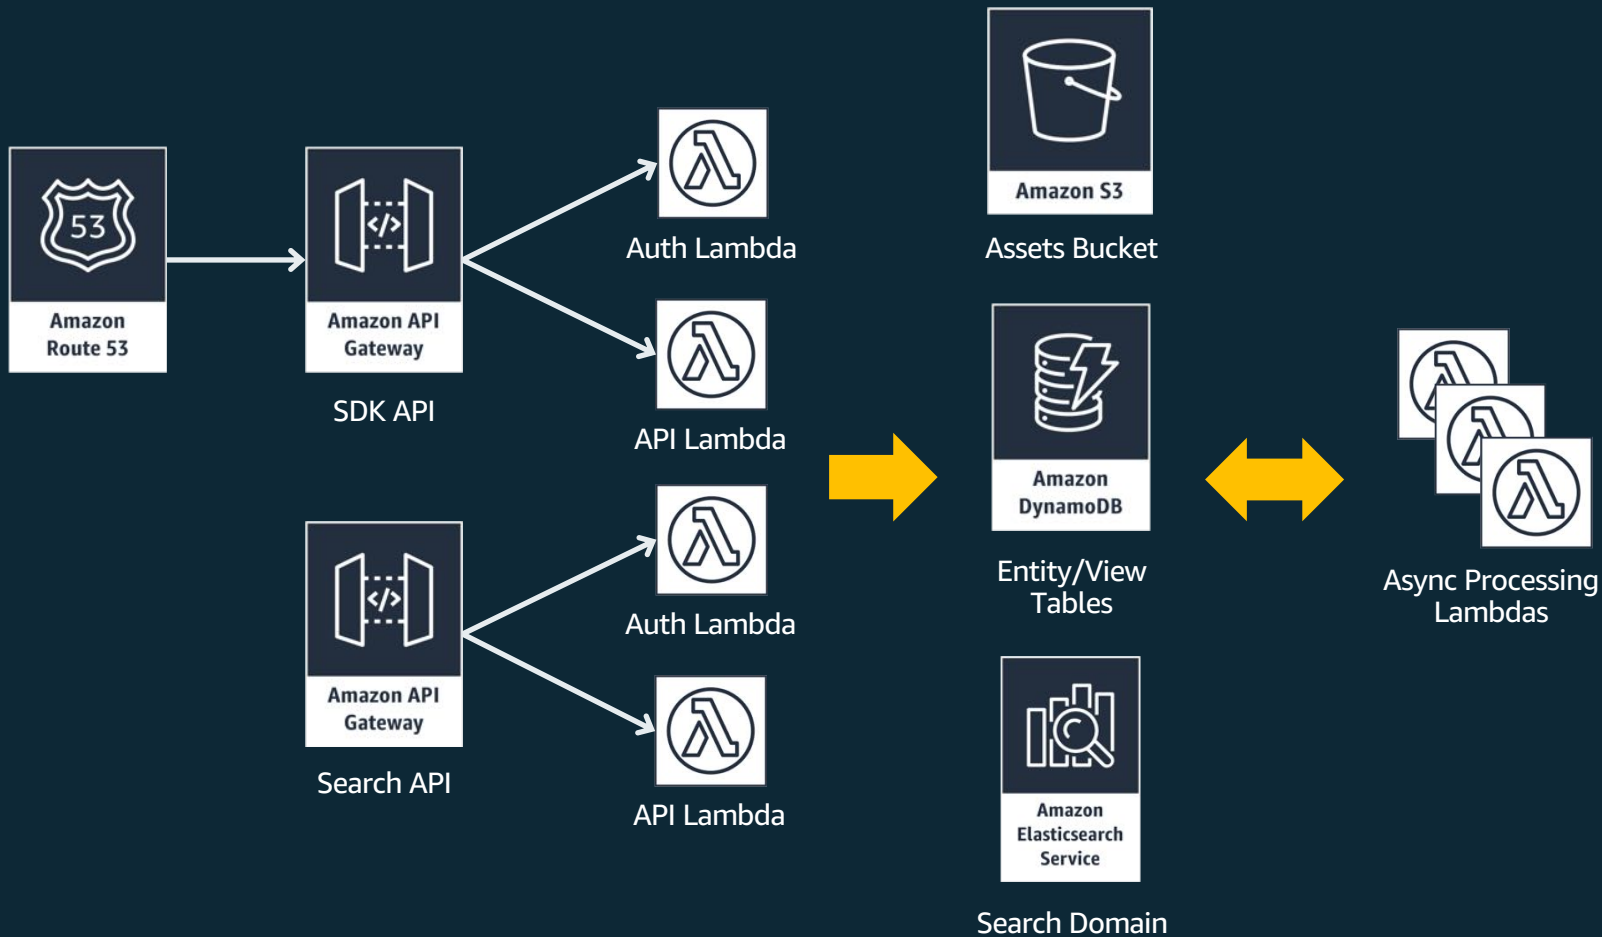 53
Amazon
Route 53
</>
Amazon API
Gateway
SDK API
Auth Lambda
API Lambda
</>
Amazon API
Gateway
Search API
Auth Lambda
API Lambda
Amazon S3
Assets Bucket
Amazon
DynamoDB
Entity/View
Tables
Amazon
Elasticsearch
Service
Search Domain
Async Processing
Lambdas